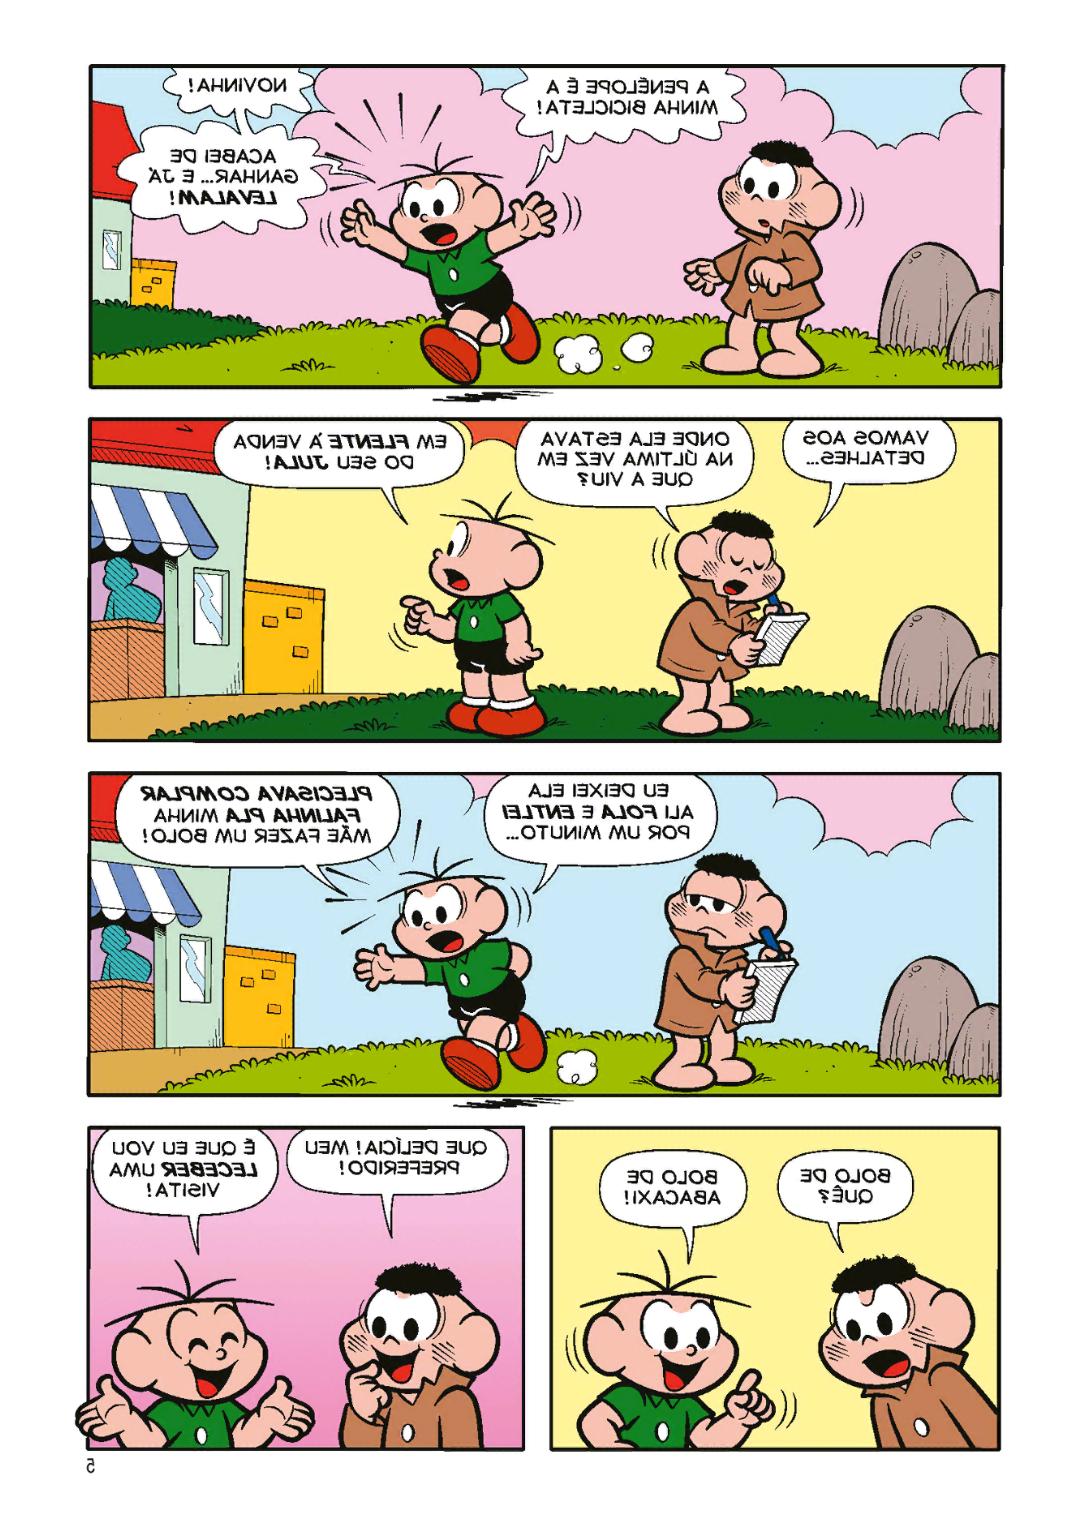 A PENÉLOPE É A
MINHA BICICLETA!
NOVINHA!
ACABEI DE
GANHAR... E JÁ
LEVALAM!
VAMOS AOS
DETALHES...
ONDE ELA ESTAVA
NA ÚLTIMA VEZ EM
QUE A VIU?
EM FLENTE À VENDA
DO SEU JULA!
EU DEIXEI ELA
ALI FOLA E ENTLEI
POR UM MINUTO...
PLECISAVA COMPLAR
FALINHA PLA MINHA
MÃE FAZER UM BOLO!
BOLO DE
QUÊ?
BOLO DE
ABACAXI!
QUE DELÍCIA! MEU
PREFERIDO!
É QUE EU VOU
LECEBER UMA
VISITA!
5